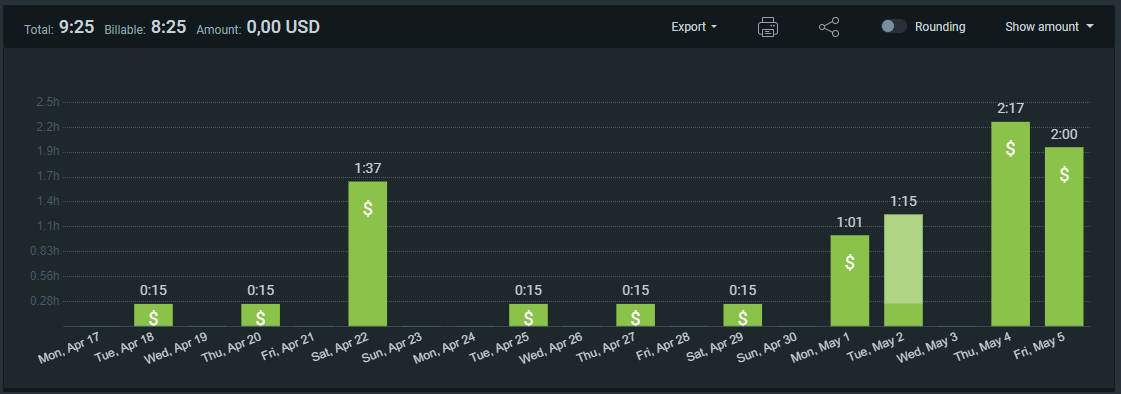 Total: 9:25 Billable: 8:25 Amount: 0,00 USD Export Rounding Show amount
2.5h
2.2h
1.9h
1.7h
1.4h
1.1h
0.83h
0.56h
0.28h
0:15 0:15 1:37 0:15 0:15 0:15 1:01 1:15 2:17 2:00
$ $ $ $ $ $ $ $ $
Mon, Apr 17 Tue, Apr 18 Wed, Apr 19 Thu, Apr 20 Fri, Apr 21 Sat, Apr 22 Sun, Apr 23 Mon, Apr 24 Tue, Apr 25 Wed, Apr 26 Thu, Apr 27 Fri, Apr 28 Sat, Apr 29 Sun, Apr 30 Mon, May 1 Tue, May 2 Wed, May 3 Thu, May 4 Fri, May 5